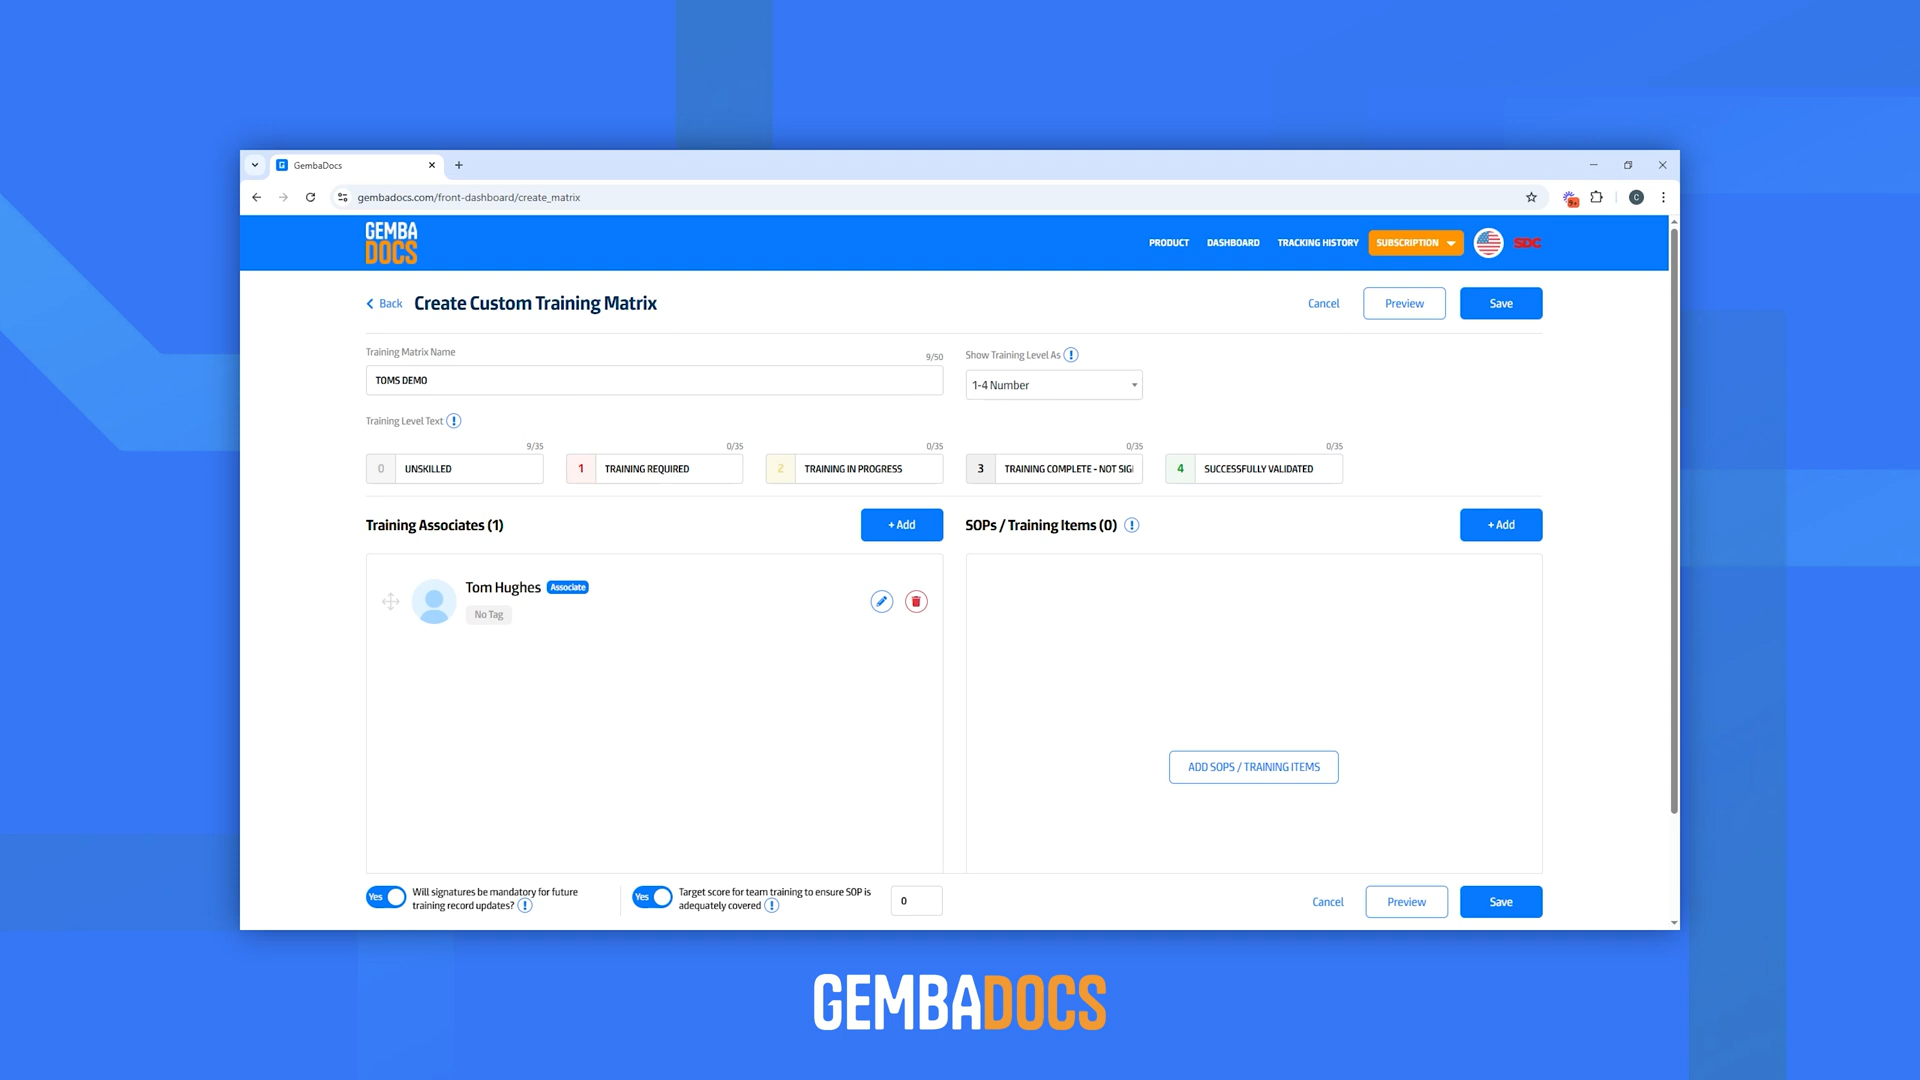 GembaDocs
gembadocs.com/front-dashboard/create_matrix
9+
C
GEMBA
DOCS
PRODUCT
DASHBOARD
TRACKING HISTORY
SUBSCRIPTION
SDC
Back
Create Custom Training Matrix
Cancel
Preview
Save
Training Matrix Name
9/50
TOMS DEMO
Show Training Level As
1-4 Number
Training Level Text
9/35
0/35
0/35
0/35
0/35
0 UNSKILLED
1 TRAINING REQUIRED
2 TRAINING IN PROGRESS
3 TRAINING COMPLETE - NOT SIG
4 SUCCESSFULLY VALIDATED
Training Associates (1)
+ Add
SOPs / Training Items (0)
+ Add
Tom Hughes Associate
No Tag
ADD SOPS / TRAINING ITEMS
Yes
Will signatures be mandatory for future
training record updates?
Yes
Target score for team training to ensure SOP is
adequately covered
0
Cancel
Preview
Save
GEMBADOCS